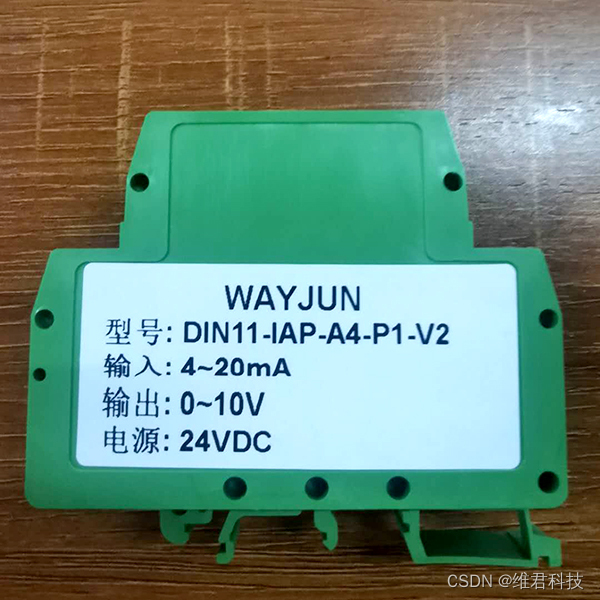 WAYJUN
型号: DIN11-IAP-A4-P1-V2
输入: 4~20mA
输出: 0~10V
电源: 24VDC
CSDN @维君科技